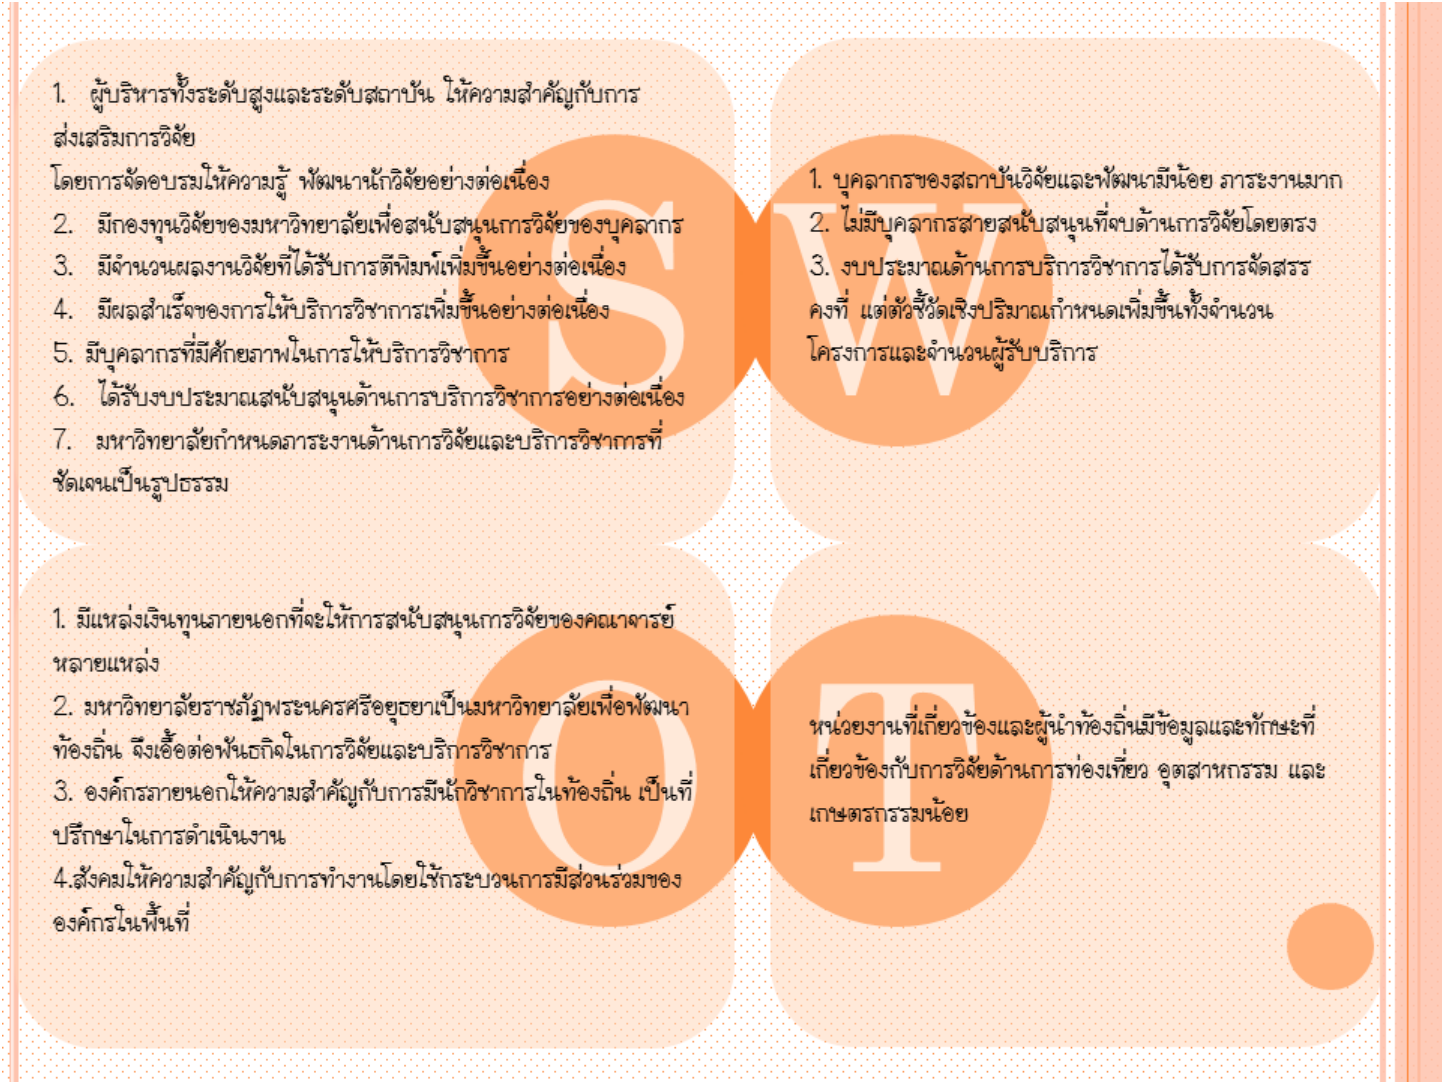 1. ผู้บริหารทั้งระดับสูงและระดับสถาบัน ให้ความสำคัญกับการ
ส่งเสริมการวิจัย
โดยการจัดอบรมให้ความรู้ พัฒนานักวิจัยอย่างต่อเนื่อง
2. มีกองทุนวิจัยของมหาวิทยาลัยเพื่อสนับสนุนการวิจัยของบุคลากร
3. มีจำนวนผลงานวิจัยที่ได้รับการตีพิมพ์เพิ่มขึ้นอย่างต่อเนื่อง
4. มีผลสำเร็จของการให้บริการวิชาการเพิ่มขึ้นอย่างต่อเนื่อง
5. มีบุคลากรที่มีศักยภาพในการให้บริการวิชาการ
6. ได้รับงบประมาณสนับสนุนด้านการบริการวิชาการอย่างต่อเนื่อง
7. มหาวิทยาลัยกำหนดภาระงานด้านการวิจัยและบริการวิชาการที่
ชัดเจนเป็นรูปธรรม
S
1. บุคลากรของสถาบันวิจัยและพัฒนามีน้อย ภาระงานมาก
2. ไม่มีบุคลากรสายสนับสนุนที่จบด้านการวิจัยโดยตรง
3. งบประมาณด้านการบริการวิชาการได้รับการจัดสรร
คงที่ แต่ตัวชี้วัดเชิงปริมาณกำหนดเพิ่มขึ้นทั้งจำนวน
โครงการและจำนวนผู้รับบริการ
W
1. มีแหล่งเงินทุนภายนอกที่จะให้การสนับสนุนการวิจัยของคณาจารย์
หลายแหล่ง
2. มหาวิทยาลัยราชภัฏพระนครศรีอยุธยาเป็นมหาวิทยาลัยเพื่อพัฒนา
ท้องถิ่น จึงเอื้อต่อพันธกิจในการวิจัยและบริการวิชาการ
3. องค์กรภายนอกให้ความสำคัญกับการมีนักวิชาการในท้องถิ่น เป็นที่
ปรึกษาในการดำเนินงาน
4.สังคมให้ความสำคัญกับการทำงานโดยใช้กระบวนการมีส่วนร่วมของ
องค์กรในพื้นที่
O
หน่วยงานที่เกี่ยวข้องและผู้นำท้องถิ่นมีข้อมูลและทักษะที่
เกี่ยวข้องกับการวิจัยด้านการท่องเที่ยว อุตสาหกรรม และ
เกษตรกรรมน้อย
T